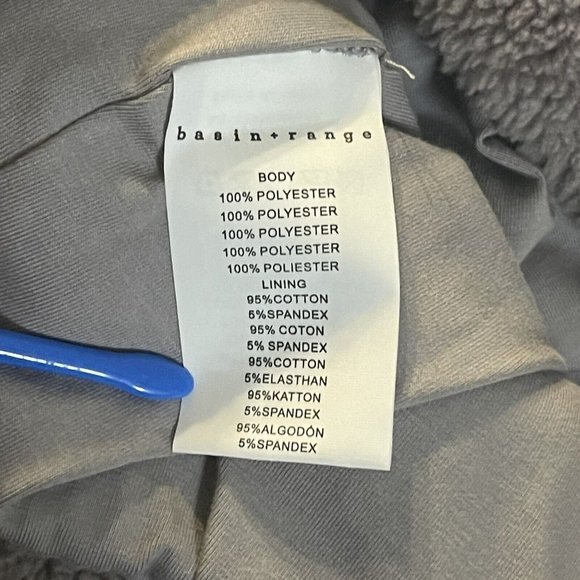 basin+range
BODY
100% POLYESTER
100% POLYESTER
100% POLYESTER
100% POLYESTER
100% POLIESTER
LINING
95%COTTON
5%SPANDEX
95% COTON
5% SPANDEX
95%COTTON
5%ELASTHAN
95%KATTON
5%SPANDEX
95%ALGODÓN
5%SPANDEX